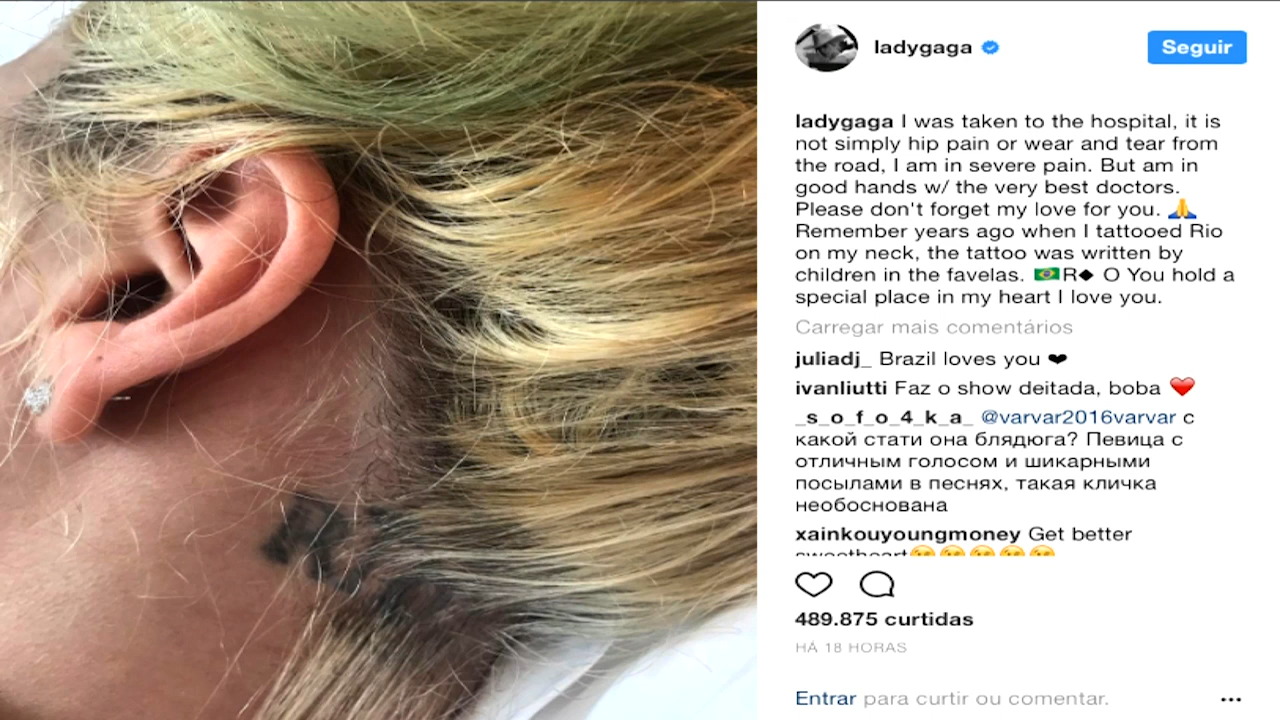 ladygaga
Seguir
ladygaga I was taken to the hospital, it is
not simply hip pain or wear and tear from
the road, I am in severe pain. But am in
good hands w/ the very best doctors.
Please don't forget my love for you. 🙏
Remember years ago when I tattooed Rio
on my neck, the tattoo was written by
children in the favelas. 🇧🇷R◆ O You hold a
special place in my heart I love you.
Carregar mais comentários
juliadj_ Brazil loves you ❤
ivanliutti Faz o show deitada, boba ❤️
_s_o_f_o_4_k_a_ @varvar2016varvar с
какой стати она блядюга? Певица с
отличным голосом и шикарными
посылами в песнях, такая кличка
необоснована
xainkouyoungmoney Get better
sweetheart😘😘😘😘😘
489.875 curtidas
HÁ 18 HORAS
Entrar para curtir ou comentar.